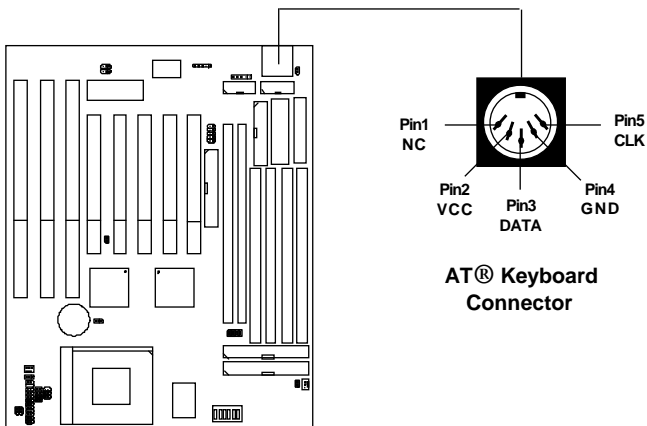 Pin1
NC
Pin5
CLK
Pin2
VCC
Pin3
DATA
Pin4
GND
AT® Keyboard
Connector